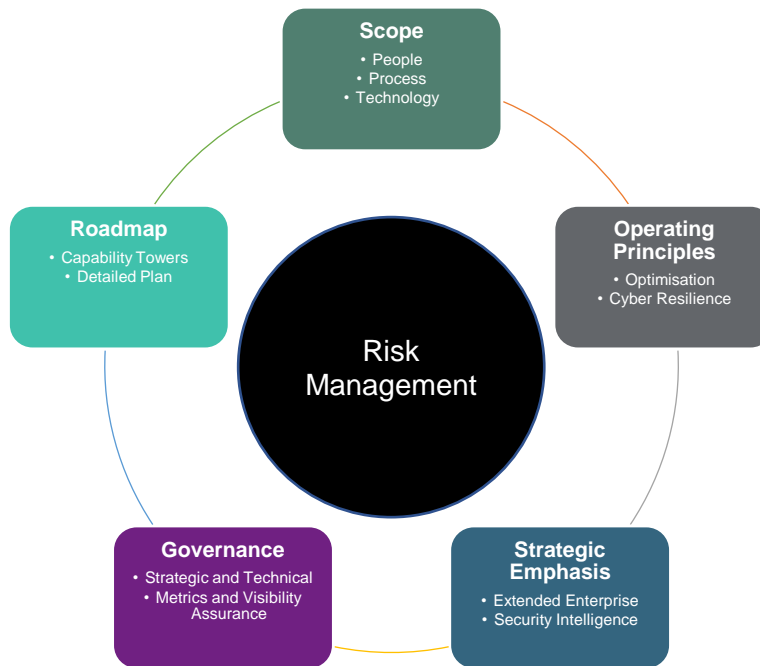 Scope
• People
• Process
• Technology
Operating
Principles
• Optimisation
• Cyber Resilience
Strategic
Emphasis
• Extended Enterprise
• Security Intelligence
Governance
• Strategic and Technical
• Metrics and Visibility
Assurance
Roadmap
• Capability Towers
• Detailed Plan
Risk
Management